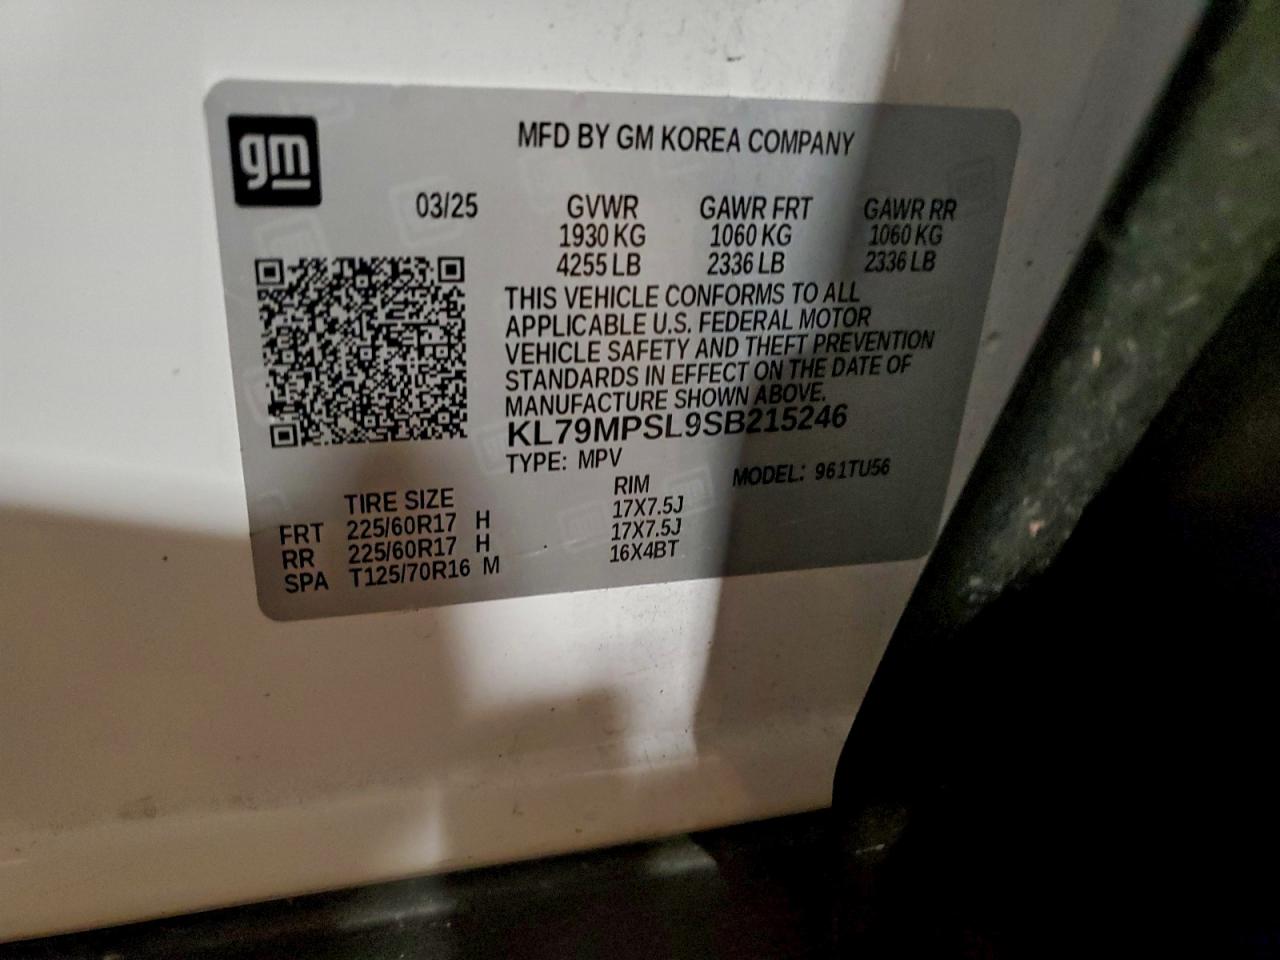 gm
MFD BY GM KOREA COMPANY
03/25 GVWR GAWR FRT GAWR RR
1930 KG 1060 KG 1060 KG
4255 LB 2336 LB 2336 LB
THIS VEHICLE CONFORMS TO ALL
APPLICABLE U.S. FEDERAL MOTOR
VEHICLE SAFETY AND THEFT PREVENTION
STANDARDS IN EFFECT ON THE DATE OF
MANUFACTURE SHOWN ABOVE.
KL79MPSL9SB215246
TYPE: MPV MODEL: 961TU56
TIRE SIZE RIM
FRT 225/60R17 H 17X7.5J
RR 225/60R17 H 17X7.5J
SPA T125/70R16 M 16X4BT